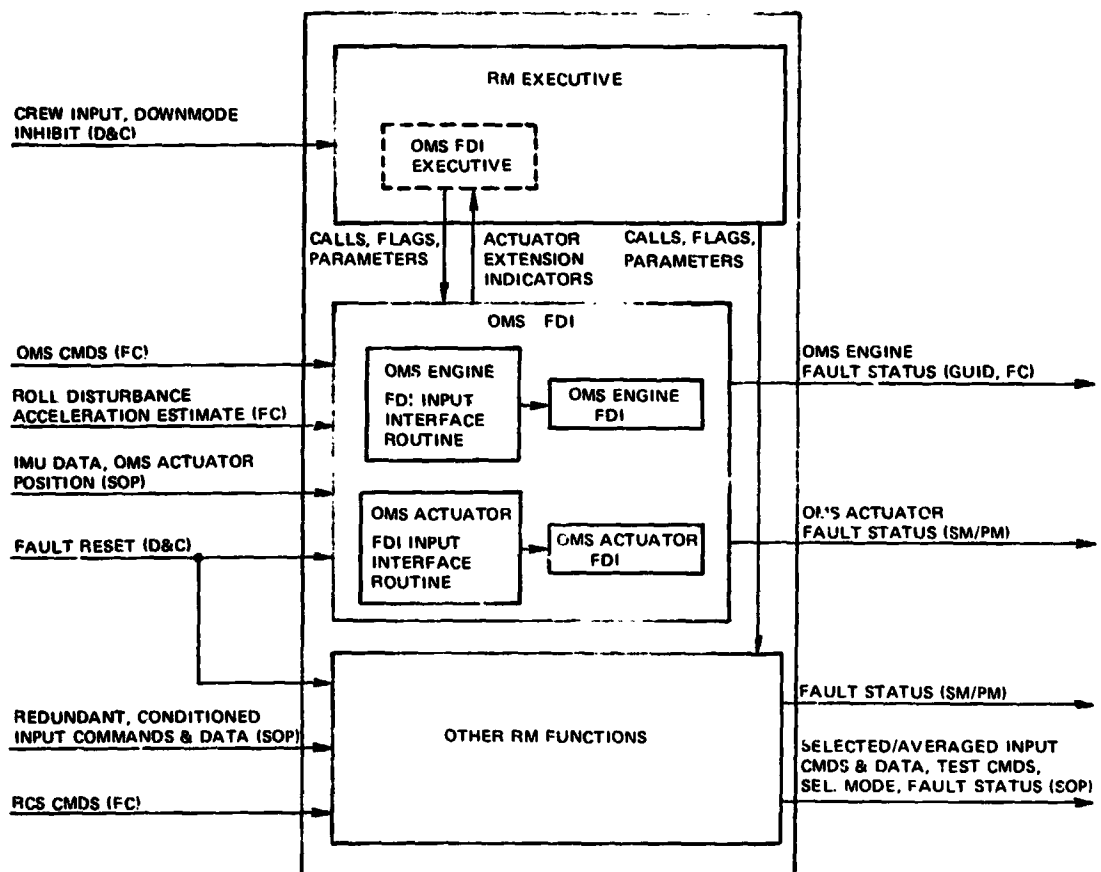 RM EXECUTIVE
CREW INPUT, DOWNMODE
INHIBIT (D&C)
OMS FDI
EXECUTIVE
CALLS, FLAGS,
PARAMETERS
ACTUATOR
EXTENSION
INDICATORS
CALLS, FLAGS,
PARAMETERS
OMS FDI
OMS CMDS (FC)
ROLL DISTURBANCE
ACCELERATION ESTIMATE (FC)
IMU DATA, OMS ACTUATOR
POSITION (SOP)
FAULT RESET (D&C)
OMS ENGINE
FDI INPUT
INTERFACE
ROUTINE
OMS ENGINE
FDI
OMS ACTUATOR
FDI INPUT
INTERFACE
ROUTINE
OMS ACTUATOR
FDI
OMS ENGINE
FAULT STATUS (GUID, FC)
OMS ACTUATOR
FAULT STATUS (SM/PM)
REDUNDANT, CONDITIONED
INPUT COMMANDS & DATA (SOP)
RCS CMDS (FC)
OTHER RM FUNCTIONS
FAULT STATUS (SM/PM)
SELECTED/AVERAGED INPUT
CMDS & DATA, TEST CMDS,
SEL. MODE, FAULT STATUS (SOP)